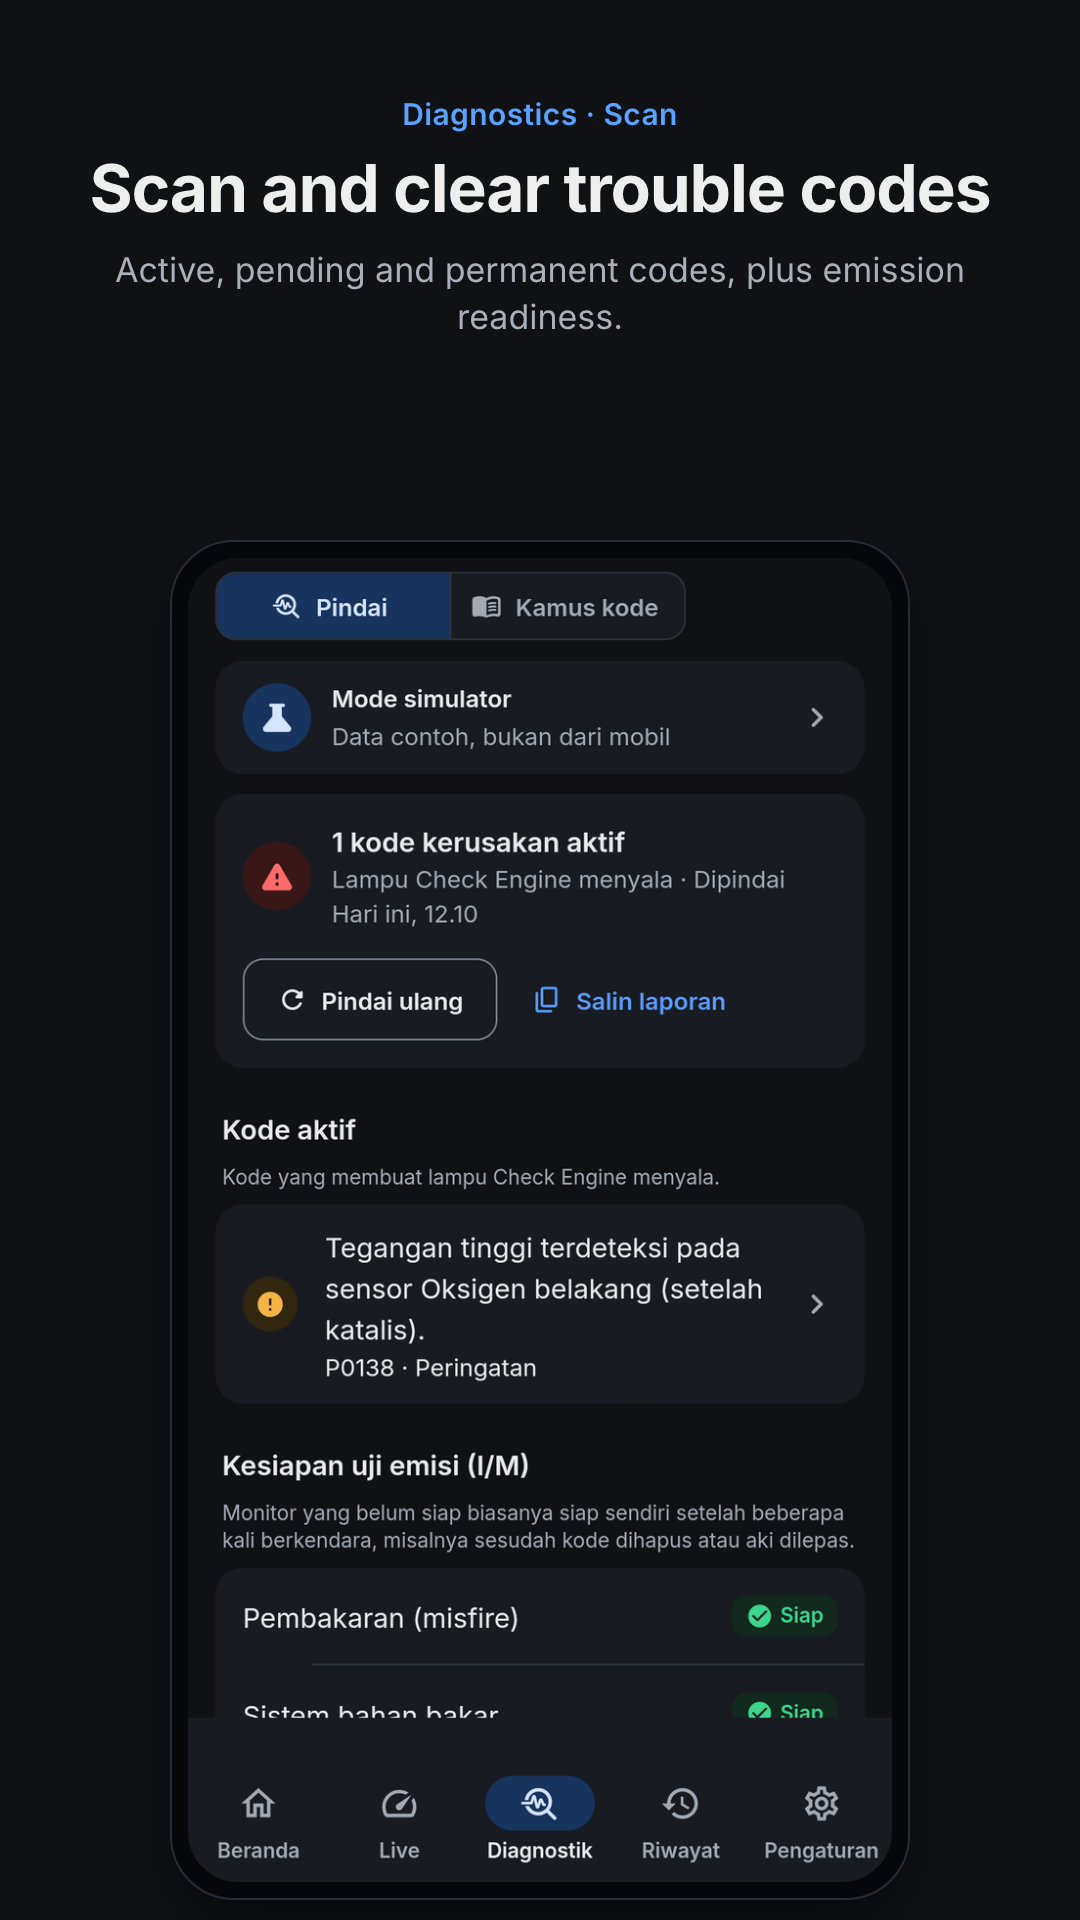 Diagnostics · Scan
Scan and clear trouble codes
Active, pending and permanent codes, plus emission
readiness.
Pindai
Kamus kode
Mode simulator
Data contoh, bukan dari mobil
1 kode kerusakan aktif
Lampu Check Engine menyala · Dipindai
Hari ini, 12.10
Pindai ulang
Salin laporan
Kode aktif
Kode yang membuat lampu Check Engine menyala.
Tegangan tinggi terdeteksi pada
sensor Oksigen belakang (setelah
katalis).
P0138 · Peringatan
Kesiapan uji emisi (I/M)
Monitor yang belum siap biasanya siap sendiri setelah beberapa
kali berkendara, misalnya sesudah kode dihapus atau aki dilepas.
Pembakaran (misfire)
Siap
Sistem bahan bakar
Siap
Beranda
Live
Diagnostik
Riwayat
Pengaturan